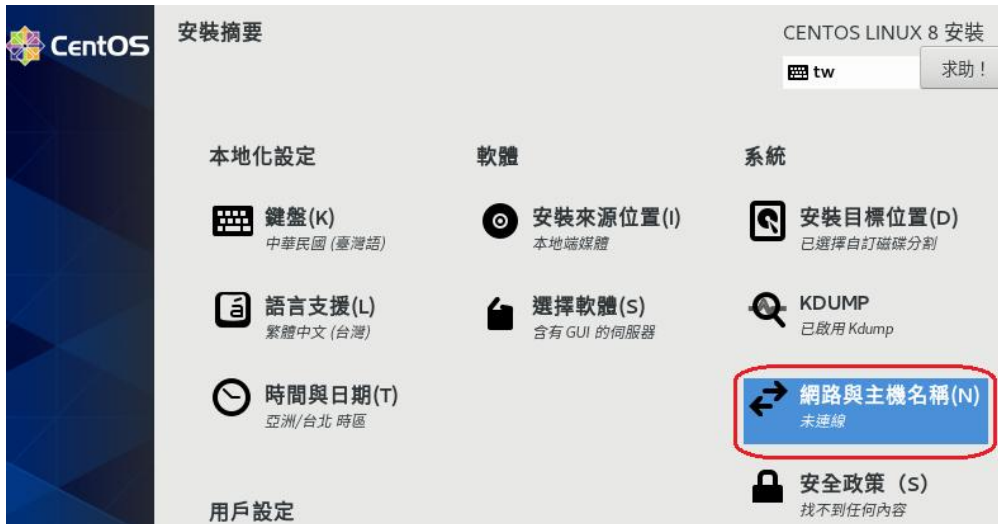 CentOS
安裝摘要
CENTOS LINUX 8 安裝
tw
求助！
本地化設定
軟體
系統
鍵盤(K)
中華民國 (臺灣語)
安裝來源位置(I)
本地端媒體
安裝目標位置(D)
已選擇自訂磁碟分割
語言支援(L)
繁體中文 (台灣)
選擇軟體(S)
含有 GUI 的伺服器
KDUMP
已啟用 Kdump
時間與日期(T)
亞洲/台北 時區
網路與主機名稱(N)
未連線
安全政策（S）
找不到任何內容
用戶設定